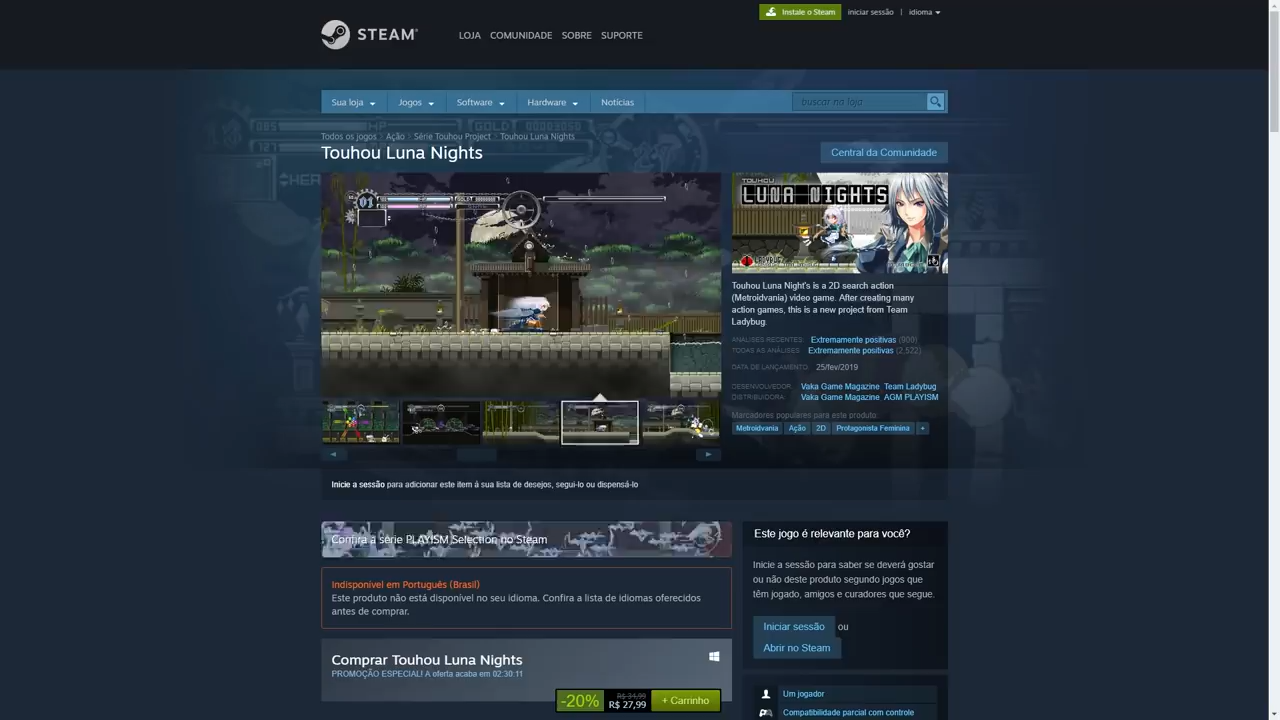 Instale o Steam
iniciar sessão | idioma
STEAM
LOJA COMUNIDADE SOBRE SUPORTE
Sua loja Jogos Software Hardware Notícias
buscar na loja
Todos os jogos > Ação > Série Touhou Project > Touhou Luna Nights
Touhou Luna Nights
Central da Comunidade
TOUHOU
LUNA NIGHTS
Touhou Luna Night's is a 2D search action
(Metroidvania) video game. After creating many
action games, this is a new project from Team
Ladybug.
ANÁLISES RECENTES: Extremamente positivas (900)
TODAS AS ANÁLISES: Extremamente positivas (2,522)
DATA DE LANÇAMENTO: 25/fev/2019
DESENVOLVEDOR: Vaka Game Magazine Team Ladybug
DISTRIBUIDORA: Vaka Game Magazine AGM PLAYISM
Marcadores populares para este produto:
Metroidvania Ação 2D Protagonista Feminina +
Inicie a sessão para adicionar este item à sua lista de desejos, segui-lo ou dispensá-lo
Confira a série PLAYISM Selection no Steam
Indisponível em Português (Brasil)
Este produto não está disponível no seu idioma. Confira a lista de idiomas oferecidos
antes de comprar.
Comprar Touhou Luna Nights
PROMOÇÃO ESPECIAL! A oferta acaba em 02:30:11
-20% R$ 34,99
R$ 27,99
+ Carrinho
Este jogo é relevante para você?
Inicie a sessão para saber se deverá gostar
ou não deste produto segundo jogos que
têm jogado, amigos e curadores que segue.
Iniciar sessão ou
Abrir no Steam
Um jogador
Compatibilidade parcial com controle